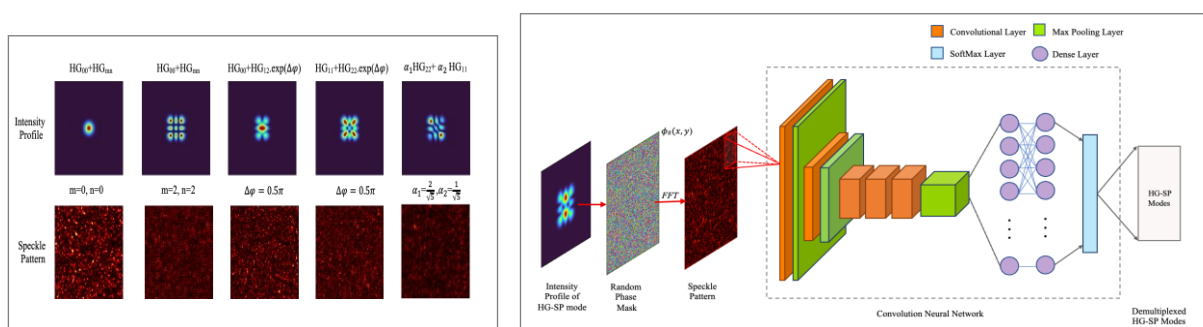 HG₀₀+HGₙₙ
HG₀₀+HGₙₙ
HG₀₀+HG₁₂.exp(Δφ)
HG₁₁+HG₂₂.exp(Δφ)
α₁HG₂₂+ α₂ HG₁₁
Intensity
Profile
m=0, n=0
m=2, n=2
Δφ = 0.5π
Δφ = 0.5π
α₁=2/√5, α₂=1/√5
Speckle
Pattern
Convolutional Layer
Max Pooling Layer
SoftMax Layer
Dense Layer
ϕ_R(x, y)
FFT
HG-SP
Modes
Intensity
Profile of
HG-SP mode
Random
Phase
Mask
Speckle
Pattern
Convolution Neural Network
Demultiplexed
HG-SP Modes